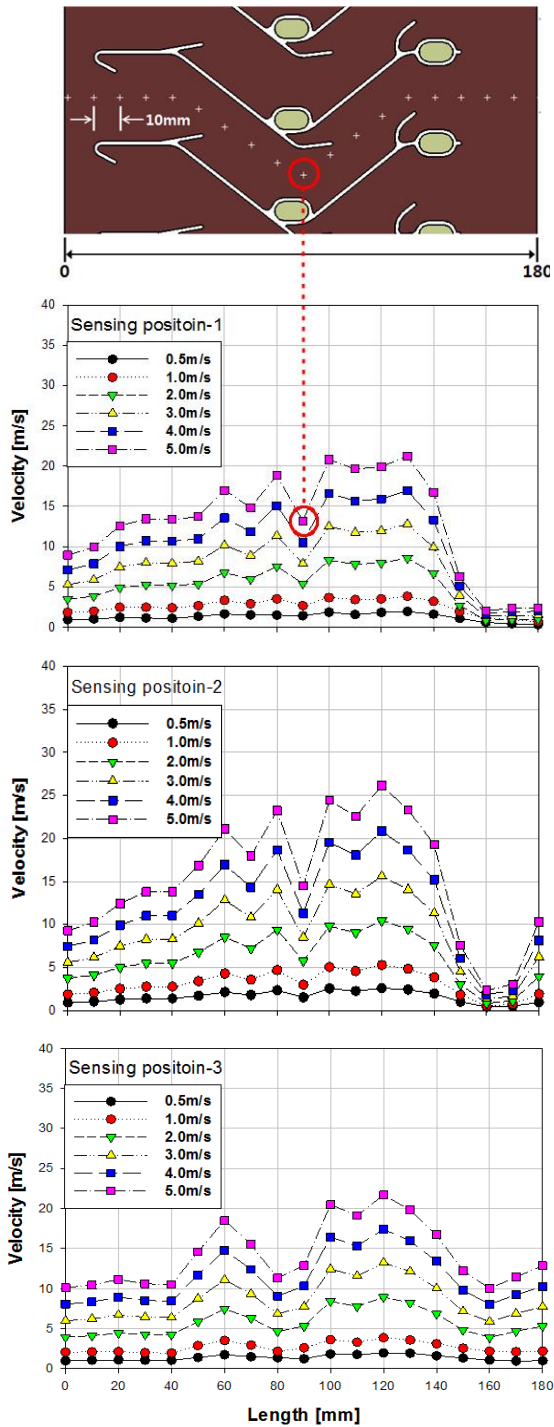 10mm
0 180
40
Sensing positoin-1
35
0.5m/s
1.0m/s
30
2.0m/s
3.0m/s
25
4.0m/s
5.0m/s
20
15
10
5
0
Velocity [m/s]
40
Sensing positoin-2
35
0.5m/s
1.0m/s
30
2.0m/s
3.0m/s
25
4.0m/s
5.0m/s
20
15
10
5
0
Velocity [m/s]
40
Sensing positoin-3
35
0.5m/s
1.0m/s
30
2.0m/s
3.0m/s
25
4.0m/s
5.0m/s
20
15
10
5
0
Velocity [m/s]
0 20 40 60 80 100 120 140 160 180
Length [mm]